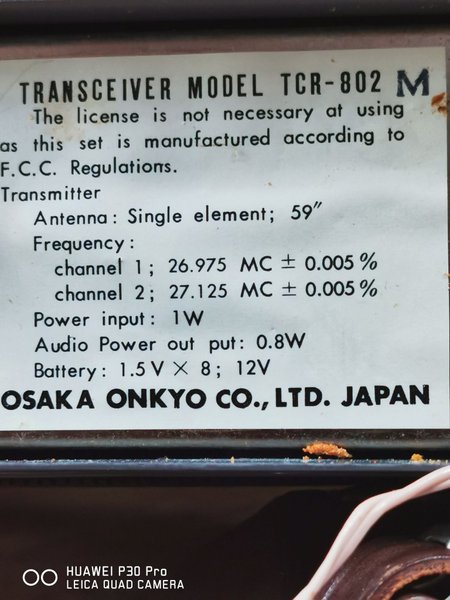 TRANSCEIVER MODEL TCR-802 M
The license is not necessary at using
as this set is manufactured according to
F.C.C. Regulations.
Transmitter
Antenna: Single element; 59″
Frequency:
channel 1; 26.975 MC ± 0.005%
channel 2; 27.125 MC ± 0.005%
Power input: 1W
Audio Power out put: 0.8W
Battery: 1.5V × 8; 12V
OSAKA ONKYO CO., LTD. JAPAN
HUAWEI P30 Pro
LEICA QUAD CAMERA